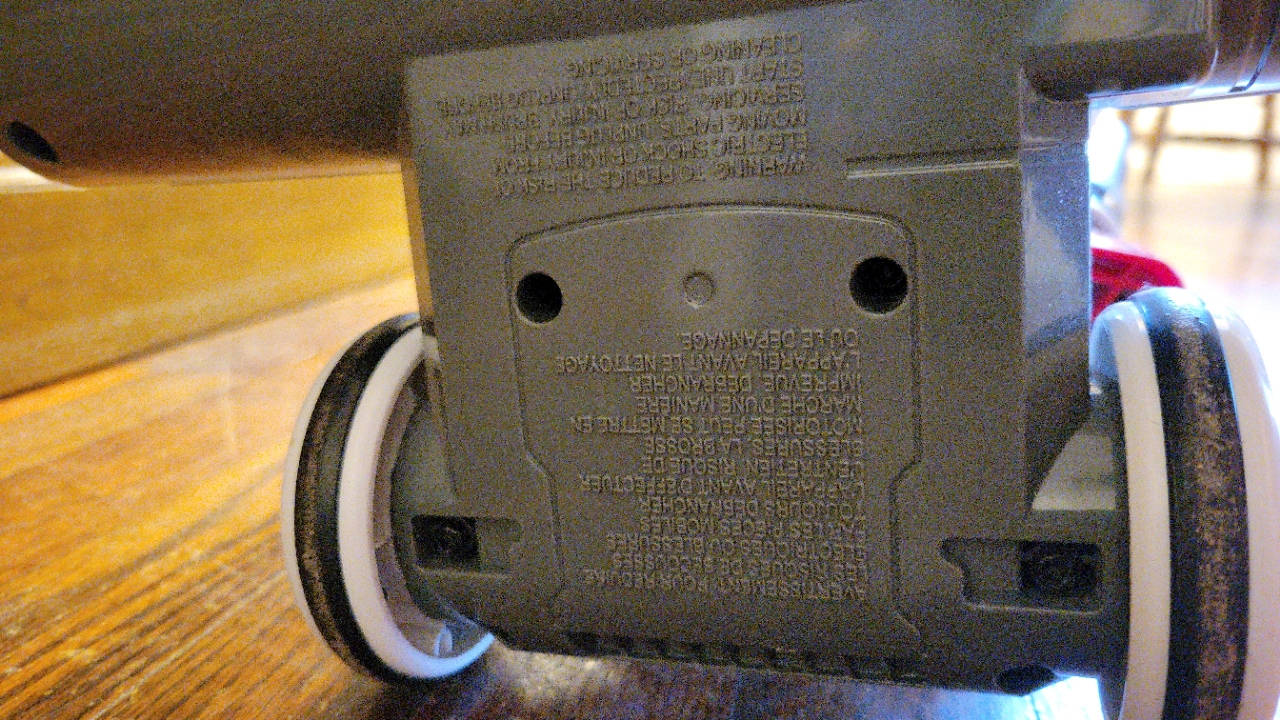 WARNING: TO REDUCE THE RISK OF
ELECTRIC SHOCK OR INJURY FROM
MOVING PARTS, UNPLUG BEFORE
SERVICING. RISK OF INJURY. BRUSH MAY
START UNEXPECTEDLY. UNPLUG BEFORE
CLEANING OR SERVICING.
AVERTISSEMENT: POUR REDUIRE
LES RISQUES DE SECOUSSES
ELECTRIQUES OU BLESSURES
PAR LES PIECES MOBILES
TOUJOURS DEBRANCHER
L'APPAREIL AVANT D'EFFECTUER
L'ENTRETIEN. RISQUE DE
BLESSURES. LA BROSSE
MOTORISEE PEUT SE METTRE EN
MARCHE D'UNE MANIERE
IMPREVUE. DEBRANCHER
L'APPAREIL AVANT LE NETTOYAGE
OU LE DEPANNAGE.